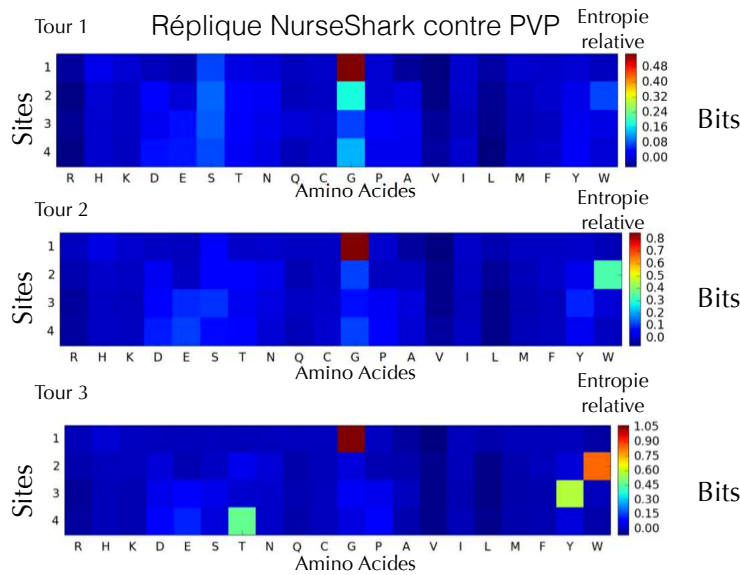 Tour 1
Réplique NurseShark contre PVP
Entropie
relative
Sites
1
2
3
4
0.48
0.40
0.32
0.24
0.16
0.08
0.00
Bits
R H K D E S T N Q C G P A V I L M F Y W
Amino Acides
Tour 2
Entropie
relative
Sites
1
2
3
4
0.8
0.7
0.6
0.5
0.4
0.3
0.2
0.1
0.0
Bits
R H K D E S T N Q C G P A V I L M F Y W
Amino Acides
Tour 3
Entropie
relative
Sites
1
2
3
4
1.05
0.90
0.75
0.60
0.45
0.30
0.15
0.00
Bits
R H K D E S T N Q C G P A V I L M F Y W
Amino Acides